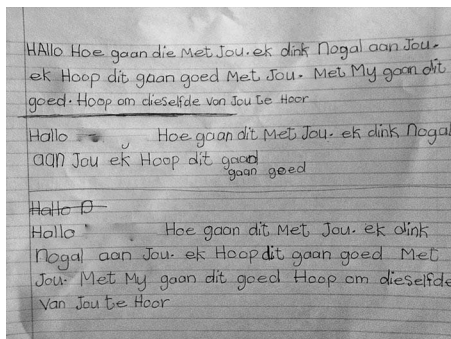 HAllo Hoe gaan die Met Jou. ek dink Nogal aan Jou.
ek Hoop dit gaan goed Met Jou. Met My gaan dit
goed. Hoop om dieselfde van Jou te Hoor
Hallo Hoe gaan dit Met Jou. ek dink Nogal
aan Jou ek Hoop dit gaan
gaan goed
Hallo D
Hallo Hoe gaan dit Met Jou. ek dink
Nogal aan Jou. ek Hoop dit gaan goed Met
Jou. Met My gaan dit goed Hoop om dieselfde
Van Jou te Hoor